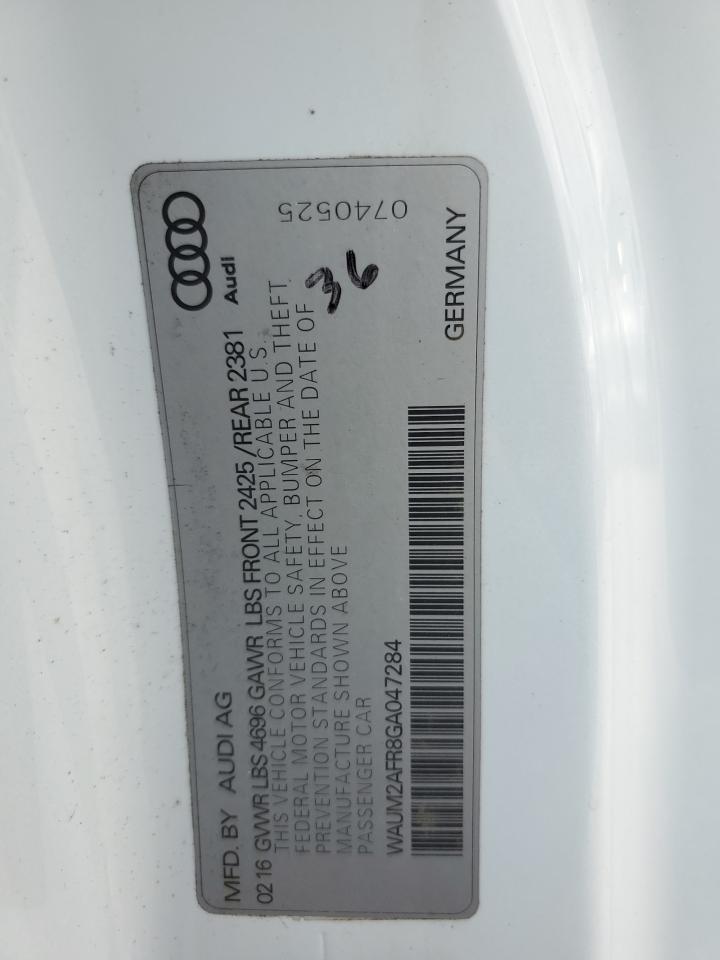 MFD. BY AUDI AG
Audi
02 16 GVWR LBS 4696 GAWR LBS FRONT 2425 /REAR 2381
THIS VEHICLE CONFORMS TO ALL APPLICABLE U.S.
FEDERAL MOTOR VEHICLE SAFETY, BUMPER AND THEFT
PREVENTION STANDARDS IN EFFECT ON THE DATE OF
MANUFACTURE SHOWN ABOVE
PASSENGER CAR
36
0740525
WAUM2AFR8GA047284
GERMANY